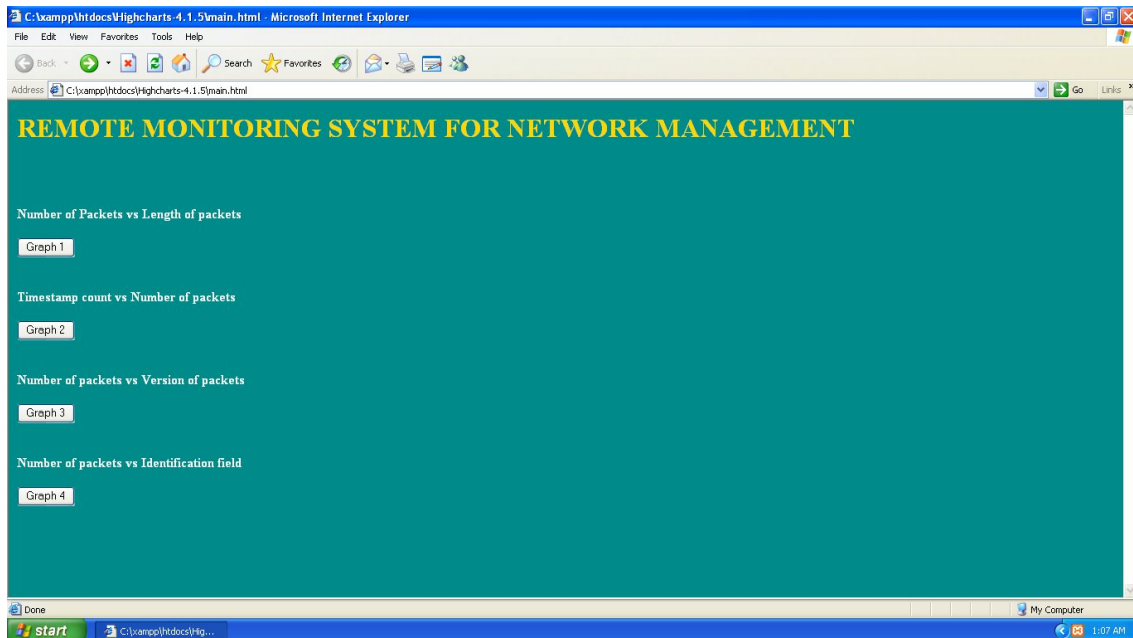 C:\xampp\htdocs\Highcharts-4.1.5\main.html - Microsoft Internet Explorer
File Edit View Favorites Tools Help
Back Search Favorites
Address C:\xampp\htdocs\Highcharts-4.1.5\main.html Go Links »
REMOTE MONITORING SYSTEM FOR NETWORK MANAGEMENT
Number of Packets vs Length of packets
Graph 1
Timestamp count vs Number of packets
Graph 2
Number of packets vs Version of packets
Graph 3
Number of packets vs Identification field
Graph 4
Done My Computer
start C:\xampp\htdocs\Hig... 1:07 AM